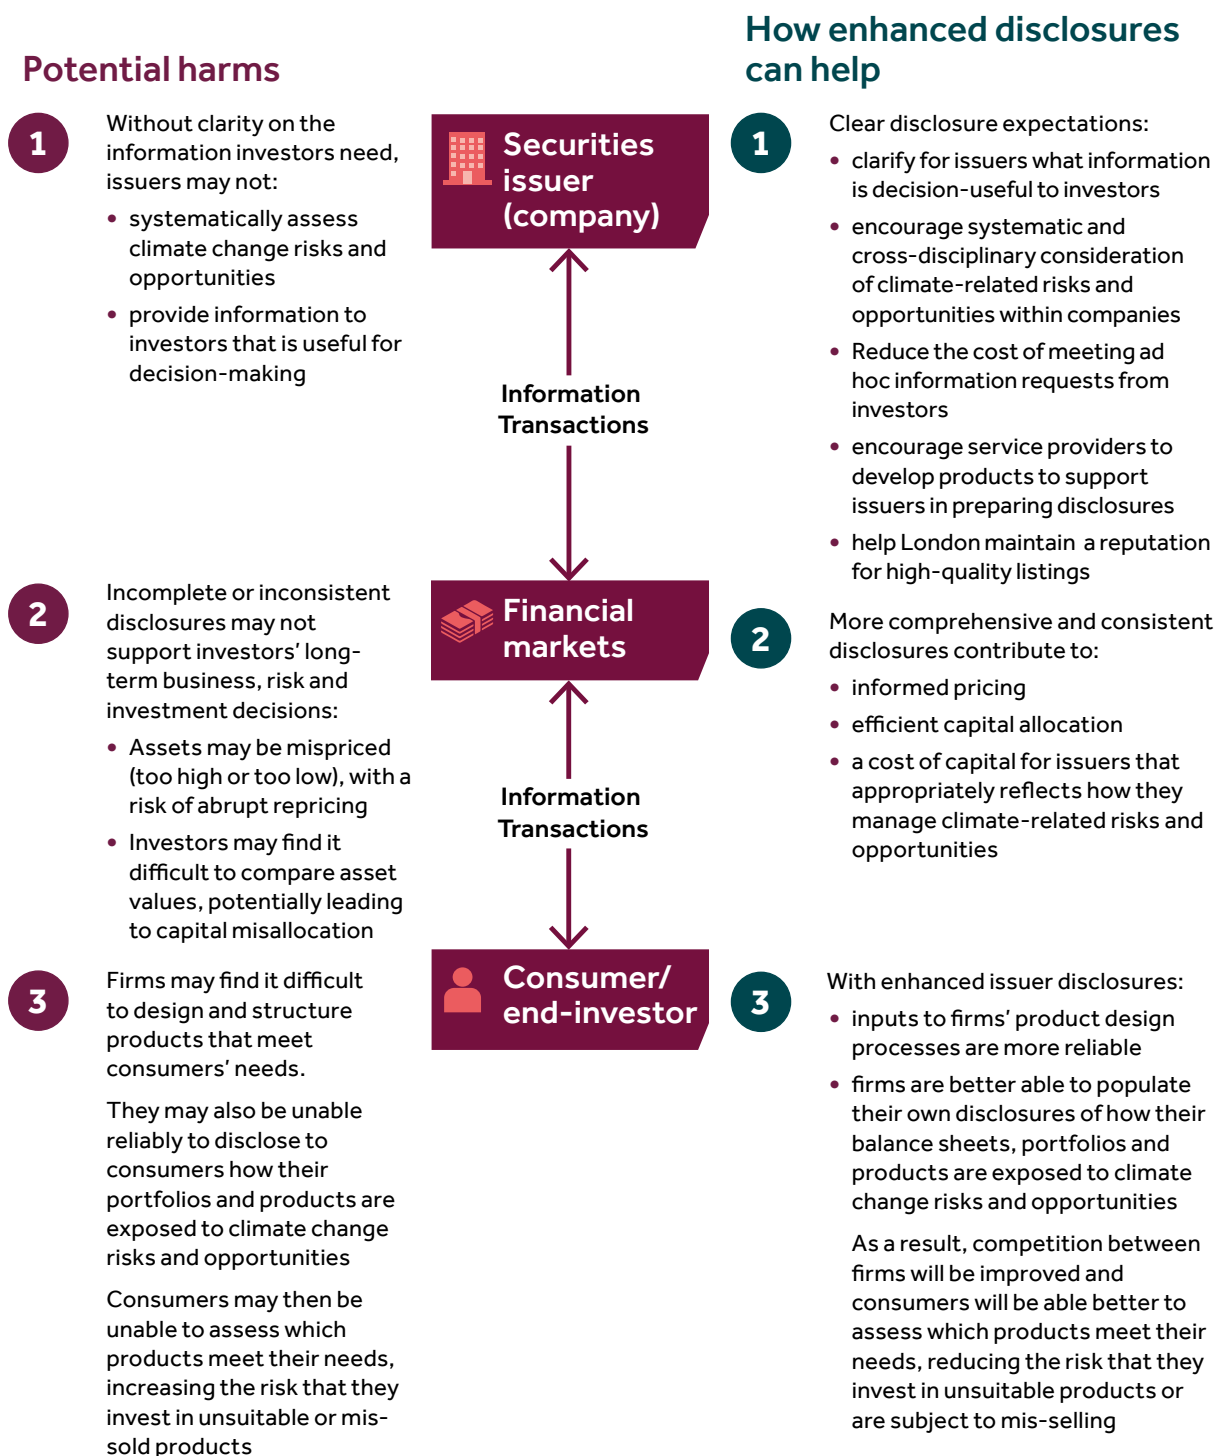 Potential harms
1
Without clarity on the
information investors need,
issuers may not:
• systematically assess
climate change risks and
opportunities
• provide information to
investors that is useful for
decision-making
2
Incomplete or inconsistent
disclosures may not
support investors’ long-
term business, risk and
investment decisions:
• Assets may be mispriced
(too high or too low), with a
risk of abrupt repricing
• Investors may find it
difficult to compare asset
values, potentially leading
to capital misallocation
3
Firms may find it difficult
to design and structure
products that meet
consumers’ needs.
They may also be unable
reliably to disclose to
consumers how their
portfolios and products are
exposed to climate change
risks and opportunities
Consumers may then be
unable to assess which
products meet their needs,
increasing the risk that they
invest in unsuitable or mis-
sold products
Securities
issuer
(company)
Information
Transactions
Financial
markets
Information
Transactions
Consumer/
end-investor
How enhanced disclosures
can help
1
Clear disclosure expectations:
• clarify for issuers what information
is decision-useful to investors
• encourage systematic and
cross-disciplinary consideration
of climate-related risks and
opportunities within companies
• Reduce the cost of meeting ad
hoc information requests from
investors
• encourage service providers to
develop products to support
issuers in preparing disclosures
• help London maintain a reputation
for high-quality listings
2
More comprehensive and consistent
disclosures contribute to:
• informed pricing
• efficient capital allocation
• a cost of capital for issuers that
appropriately reflects how they
manage climate-related risks and
opportunities
3
With enhanced issuer disclosures:
• inputs to firms’ product design
processes are more reliable
• firms are better able to populate
their own disclosures of how their
balance sheets, portfolios and
products are exposed to climate
change risks and opportunities
As a result, competition between
firms will be improved and
consumers will be able better to
assess which products meet their
needs, reducing the risk that they
invest in unsuitable products or
are subject to mis-selling